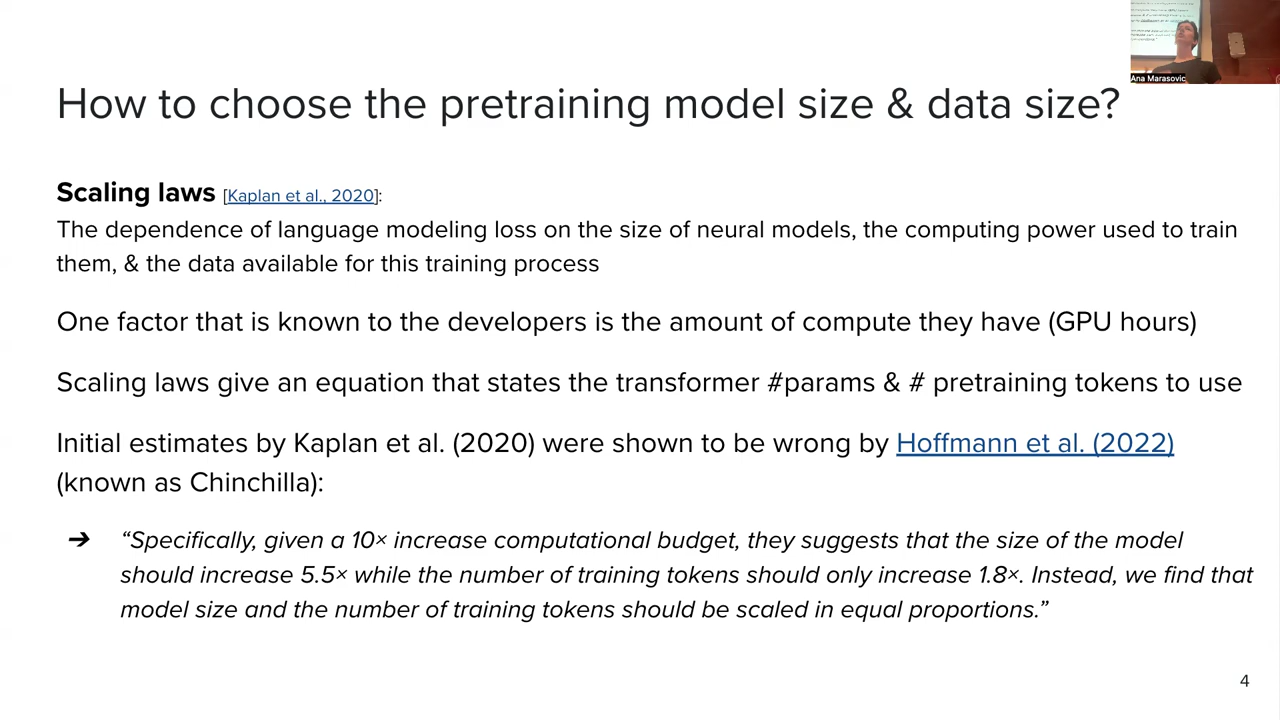 Ana Marasovic
How to choose the pretraining model size & data size?
Scaling laws [Kaplan et al., 2020]:
The dependence of language modeling loss on the size of neural models, the computing power used to train
them, & the data available for this training process
One factor that is known to the developers is the amount of compute they have (GPU hours)
Scaling laws give an equation that states the transformer #params & # pretraining tokens to use
Initial estimates by Kaplan et al. (2020) were shown to be wrong by Hoffmann et al. (2022)
(known as Chinchilla):
➔ “Specifically, given a 10× increase computational budget, they suggests that the size of the model
should increase 5.5× while the number of training tokens should only increase 1.8×. Instead, we find that
model size and the number of training tokens should be scaled in equal proportions.”
4